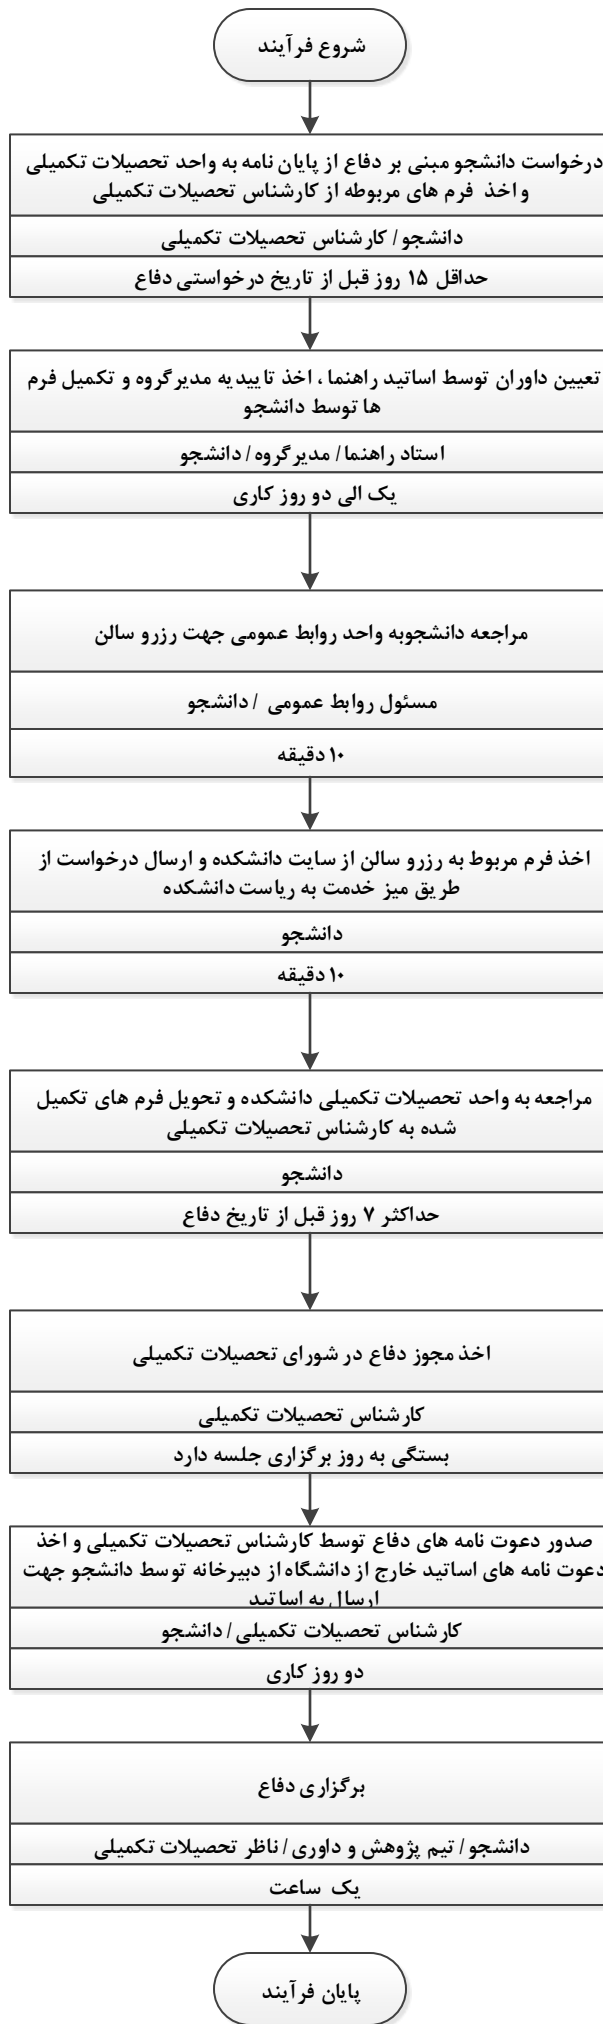 شروع فرآیند
درخواست دانشجو مبنی بر دفاع از پایان نامه به واحد تحصیلات تکمیلی
و اخذ فرم های مربوطه از کارشناس تحصیلات تکمیلی
دانشجو / کارشناس تحصیلات تکمیلی
حداقل ۱۵ روز قبل از تاریخ درخواستی دفاع
تعیین داوران توسط اساتید راهنما ، اخذ تاییدیه مدیرگروه و تکمیل فرم
ها توسط دانشجو
استاد راهنما / مدیرگروه / دانشجو
یک الی دو روز کاری
مراجعه دانشجوبه واحد روابط عمومی جهت رزرو سالن
مسئول روابط عمومی / دانشجو
۱۰ دقیقه
اخذ فرم مربوط به رزرو سالن از سایت دانشکده و ارسال درخواست از
طریق میز خدمت به ریاست دانشکده
دانشجو
۱۰ دقیقه
مراجعه به واحد تحصیلات تکمیلی دانشکده و تحویل فرم های تکمیل
شده به کارشناس تحصیلات تکمیلی
دانشجو
حداکثر ۷ روز قبل از تاریخ دفاع
اخذ مجوز دفاع در شورای تحصیلات تکمیلی
کارشناس تحصیلات تکمیلی
بستگی به روز برگزاری جلسه دارد
صدور دعوت نامه های دفاع توسط کارشناس تحصیلات تکمیلی و اخذ
دعوت نامه های اساتید خارج از دانشگاه از دبیرخانه توسط دانشجو جهت
ارسال به اساتید
کارشناس تحصیلات تکمیلی / دانشجو
دو روز کاری
برگزاری دفاع
دانشجو / تیم پژوهش و داوری / ناظر تحصیلات تکمیلی
یک ساعت
پایان فرآیند